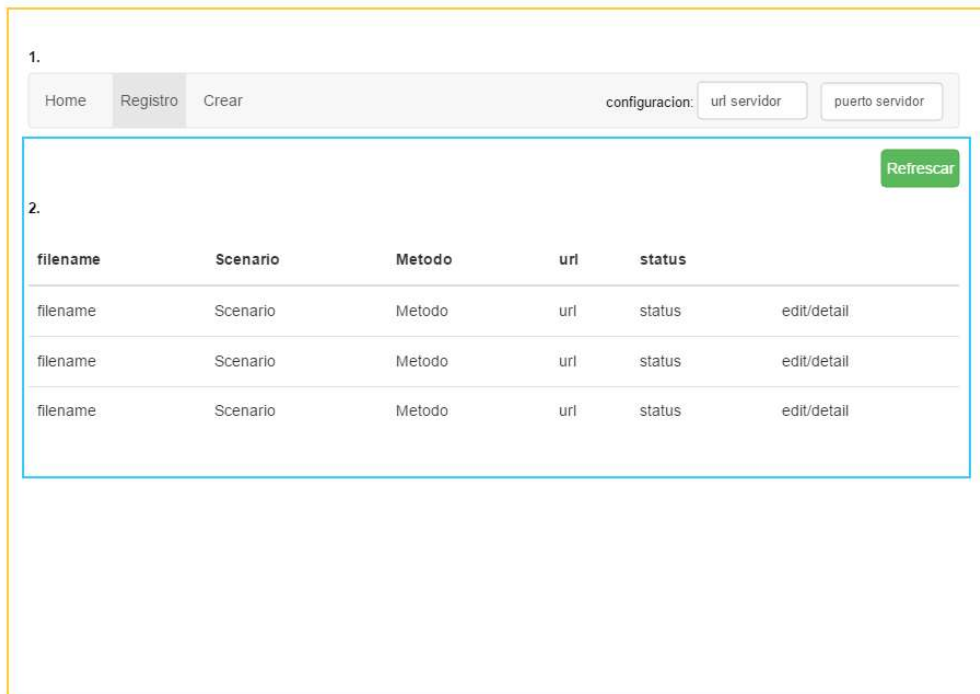 1.
Home Registro Crear configuracion: url servidor puerto servidor
Refrescar
2.
filename Scenario Metodo url status
filename Scenario Metodo url status edit/detail
filename Scenario Metodo url status edit/detail
filename Scenario Metodo url status edit/detail